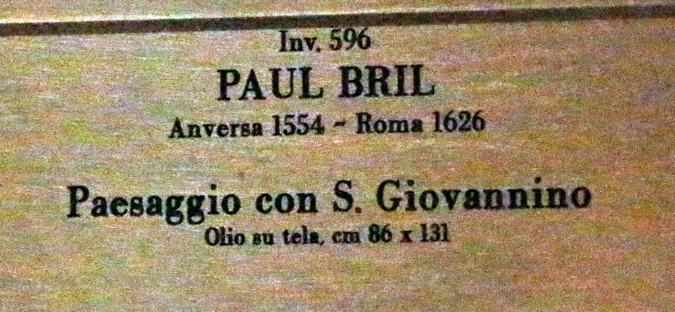 Inv. 596
PAUL BRIL
Anversa 1554 - Roma 1626
Paesaggio con S. Giovannino
Olio su tela, cm 86 x 131